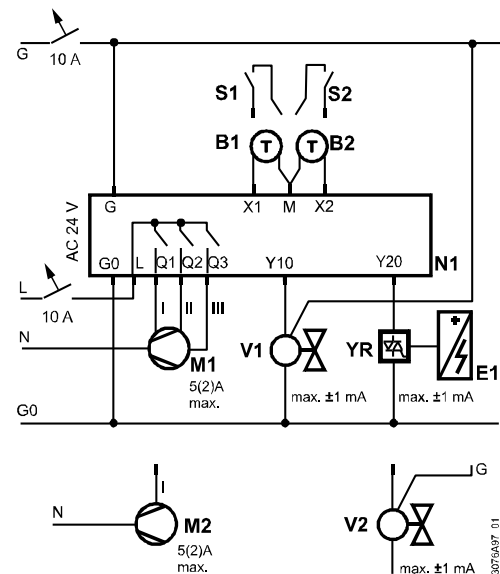 G
10 A
S1
S2
B1
T
T
B2
AC 24 V
G
X1
M
X2
G0
L
Q1
Q2
Q3
Y10
Y20
N1
L
10 A
I
II
III
N
M1
5(2)A
max.
V1
max. ±1 mA
YR
E1
max. ±1 mA
G0
N
I
M2
5(2)A
max.
G
V2
max. ±1 mA
3076A97_01